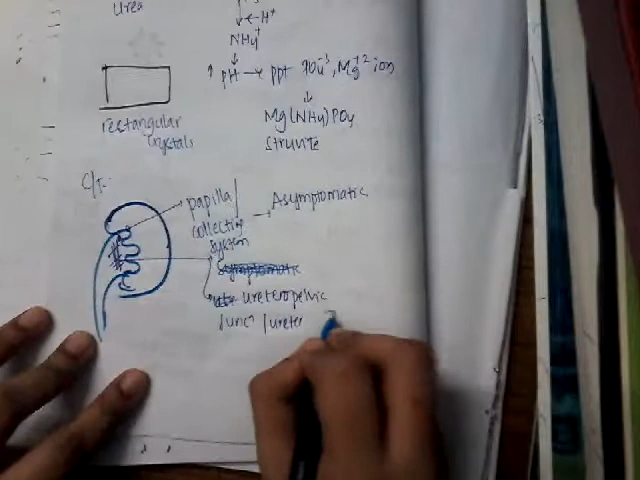 Urea
←H⁺
NH₄⁺
↑ pH → ppt PO₄⁻³, Mg⁺² ion
rectangular
crystals
Mg(NH₄)PO₄
struvite
C/F:-
papilla/
collecting
system
→ Asymptomatic
ureteropelvic
juncⁿ /ureter